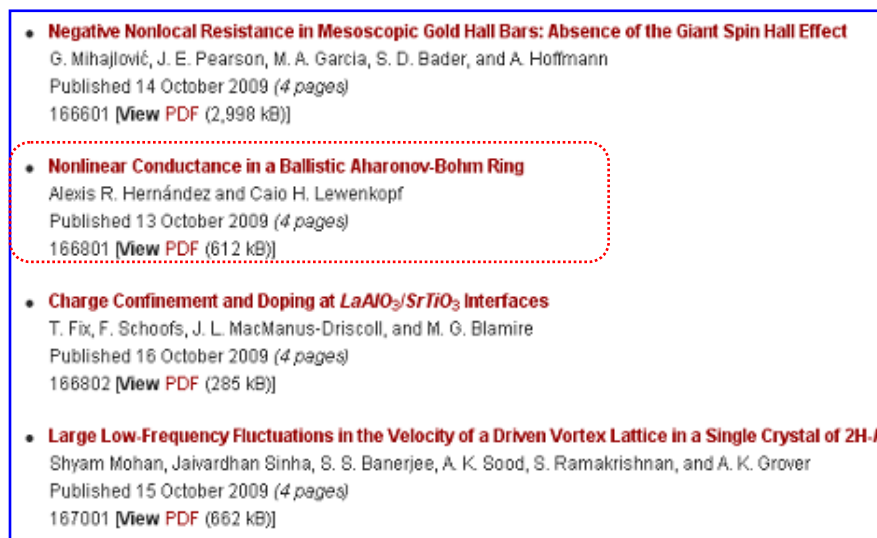 • Negative Nonlocal Resistance in Mesoscopic Gold Hall Bars: Absence of the Giant Spin Hall Effect
G. Mihajlović, J. E. Pearson, M. A. Garcia, S. D. Bader, and A. Hoffmann
Published 14 October 2009 (4 pages)
166601 [View PDF (2,998 kB)]
• Nonlinear Conductance in a Ballistic Aharonov-Bohm Ring
Alexis R. Hernández and Caio H. Lewenkopf
Published 13 October 2009 (4 pages)
166801 [View PDF (612 kB)]
• Charge Confinement and Doping at LaAlO₃/SrTiO₃ Interfaces
T. Fix, F. Schoofs, J. L. MacManus-Driscoll, and M. G. Blamire
Published 16 October 2009 (4 pages)
166802 [View PDF (285 kB)]
• Large Low-Frequency Fluctuations in the Velocity of a Driven Vortex Lattice in a Single Crystal of 2H-
Shyam Mohan, Jaivardhan Sinha, S. S. Banerjee, A. K. Sood, S. Ramakrishnan, and A. K. Grover
Published 15 October 2009 (4 pages)
167001 [View PDF (662 kB)]